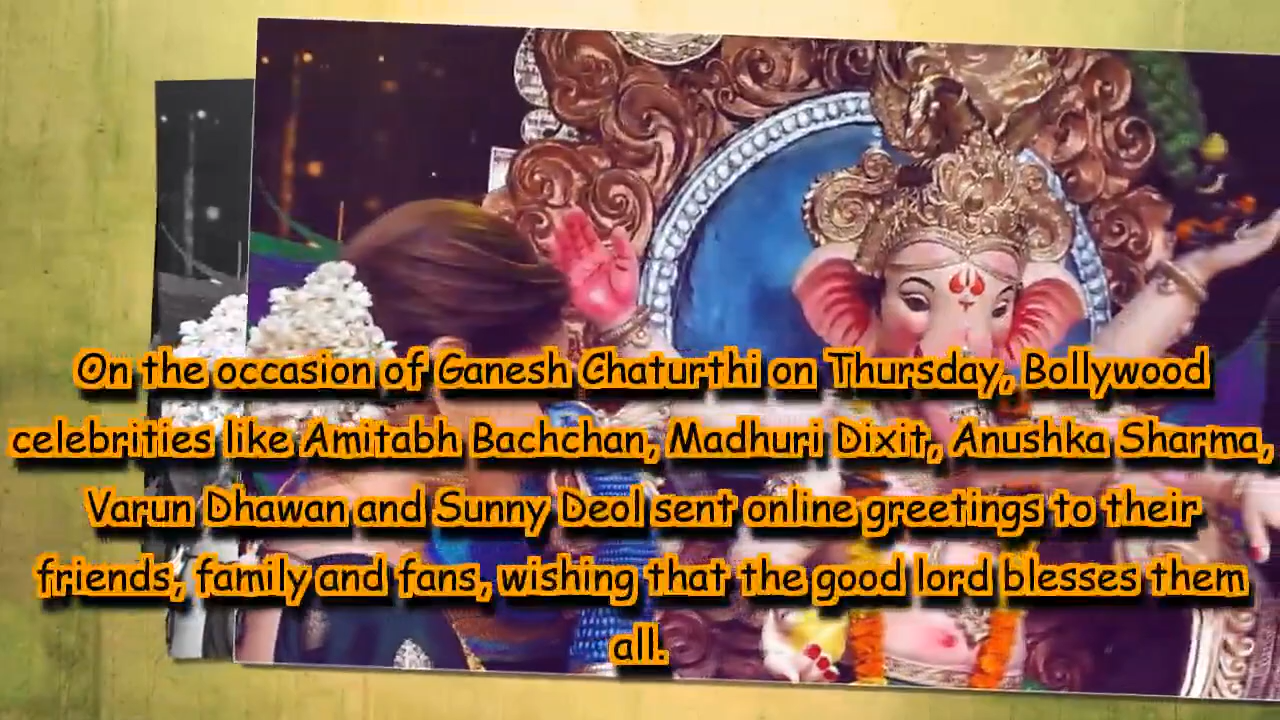 On the occasion of Ganesh Chaturthi on Thursday, Bollywood
celebrities like Amitabh Bachchan, Madhuri Dixit, Anushka Sharma,
Varun Dhawan and Sunny Deol sent online greetings to their
friends, family and fans, wishing that the good lord blesses them
all.